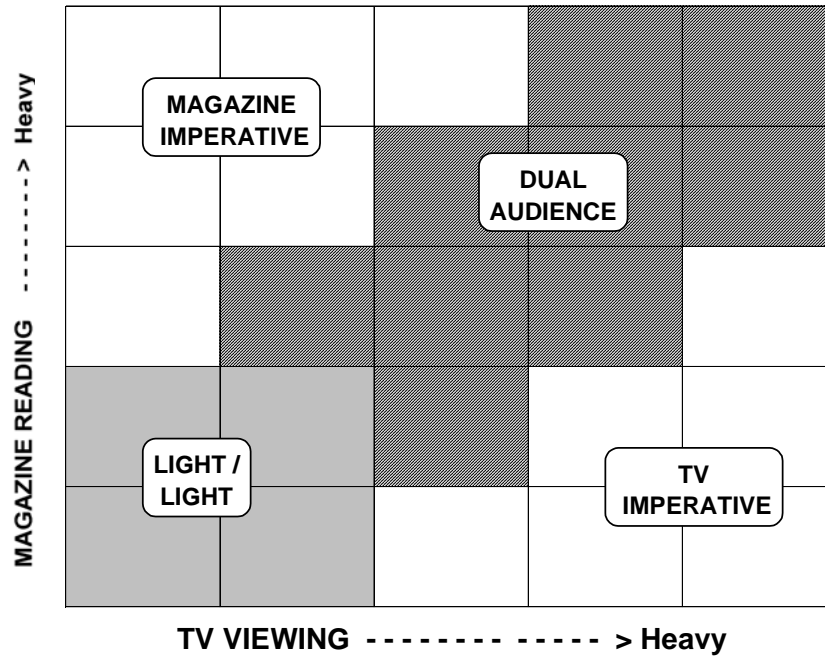 MAGAZINE
IMPERATIVE
DUAL
AUDIENCE
LIGHT /
LIGHT
TV
IMPERATIVE
MAGAZINE READING - - - - - - - - -> Heavy
TV VIEWING - - - - - - - - - - - - - > Heavy